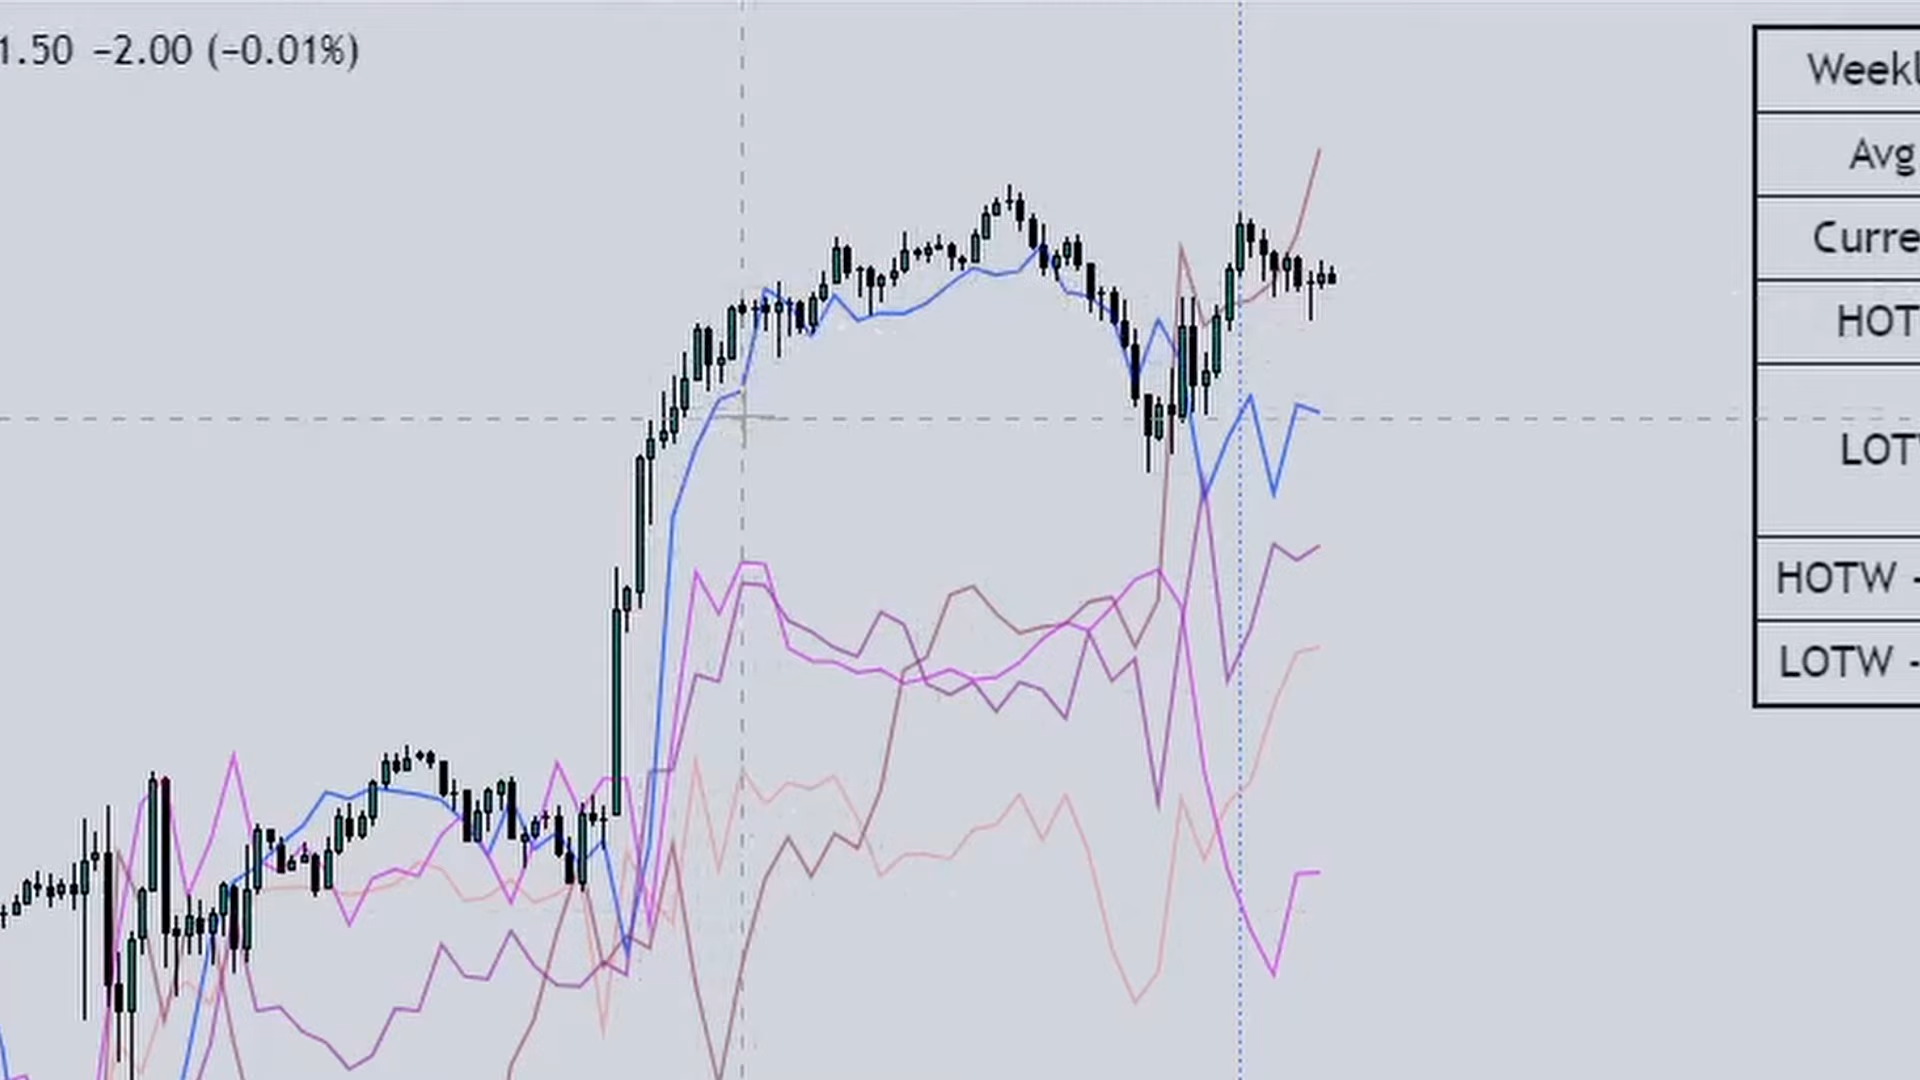 1.50 −2.00 (−0.01%)
Weekl
Avg
Curre
HOT
LOT
HOTW -
LOTW -